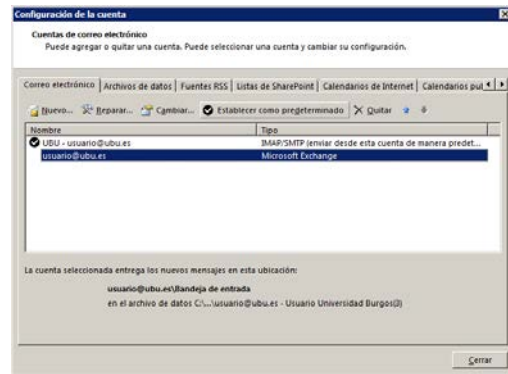 Configuración de la cuenta
Cuentas de correo electrónico
Puede agregar o quitar una cuenta. Puede seleccionar una cuenta y cambiar su configuración.
Correo electrónico Archivos de datos Fuentes RSS Listas de SharePoint Calendarios de Internet Calendarios pul
Nuevo... Reparar... Cambiar... Establecer como predeterminado Quitar
Nombre Tipo
UBU - usuario@ubu.es IMAP/SMTP (enviar desde esta cuenta de manera predet...
usuario@ubu.es Microsoft Exchange
La cuenta seleccionada entrega los nuevos mensajes en esta ubicación:
usuario@ubu.es\Bandeja de entrada
en el archivo de datos C:\...\usuario@ubu.es - Usuario Universidad Burgos(3)
Cerrar